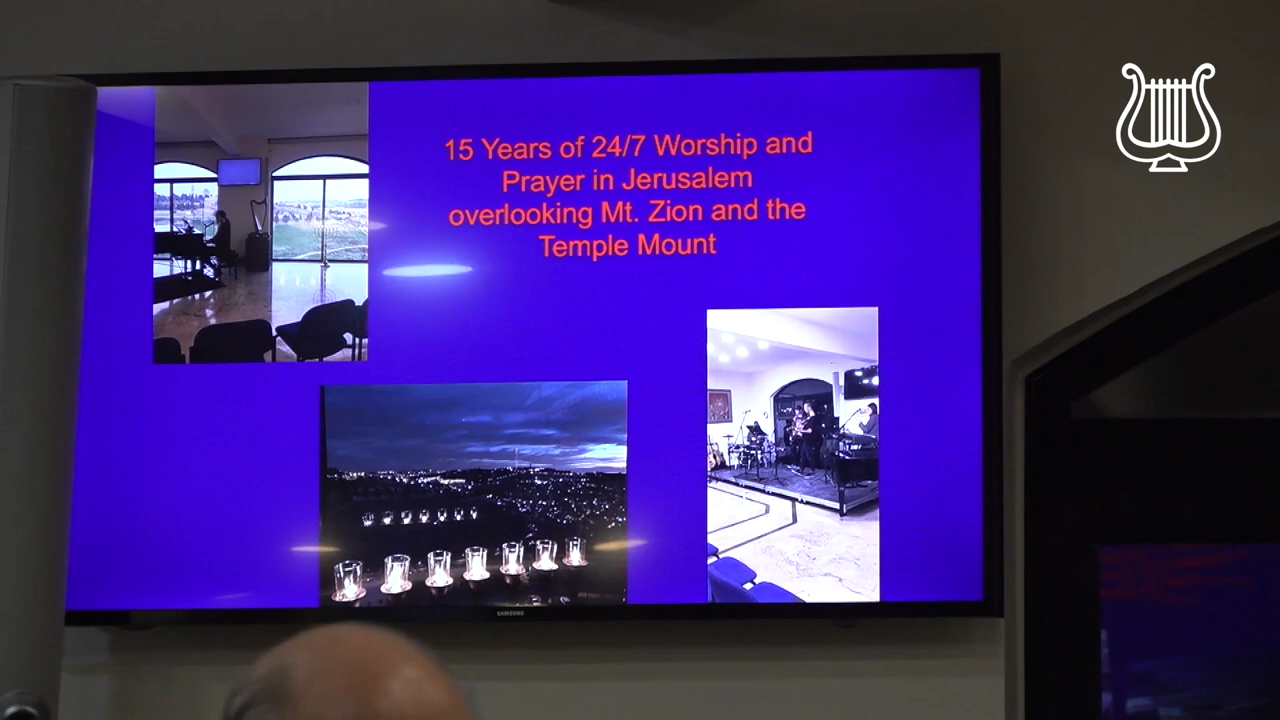 15 Years of 24/7 Worship and
Prayer in Jerusalem
overlooking Mt. Zion and the
Temple Mount
SAMSUNG